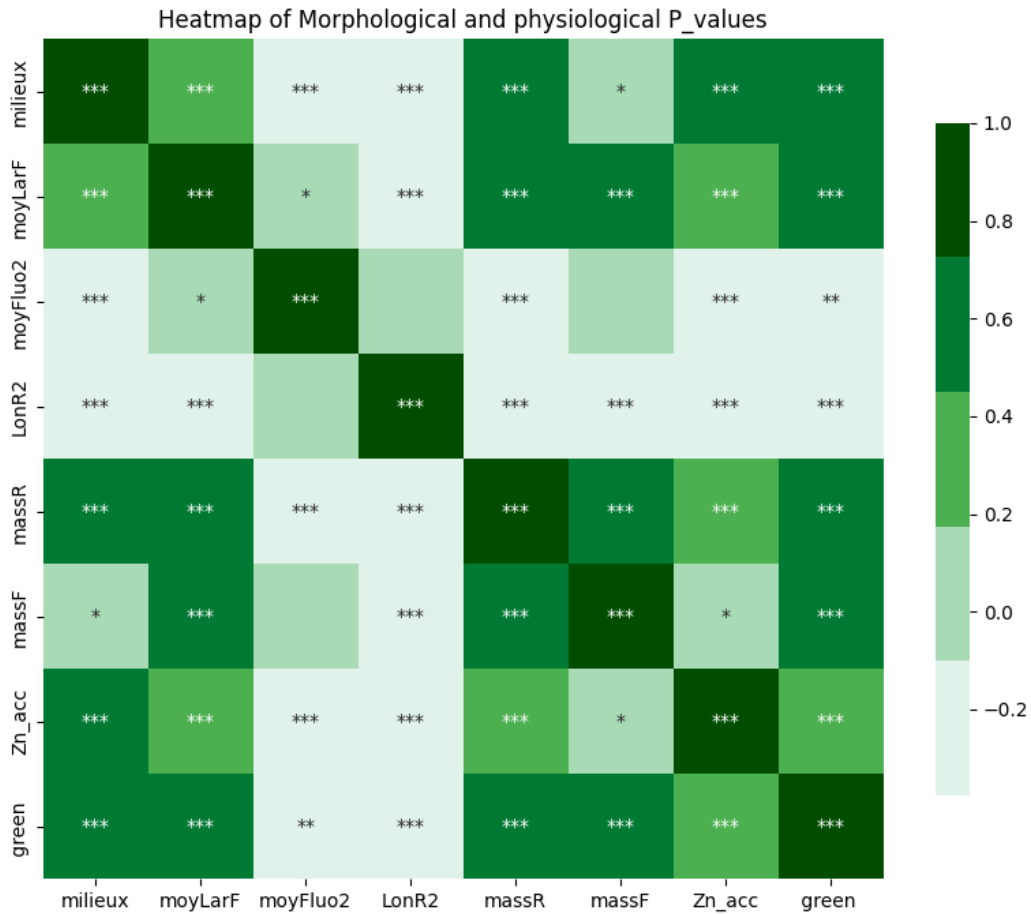 Heatmap of Morphological and physiological P_values
milieux *** *** *** *** *** * *** ***
moyLarF *** *** * *** *** *** *** ***
moyFluo2 *** * *** *** *** **
LonR2 *** *** *** *** *** *** ***
massR *** *** *** *** *** *** *** ***
massF * *** *** *** *** * ***
Zn_acc *** *** *** *** *** * *** ***
green *** *** ** *** *** *** *** ***
milieux moyLarF moyFluo2 LonR2 massR massF Zn_acc green
1.0
0.8
0.6
0.4
0.2
0.0
−0.2